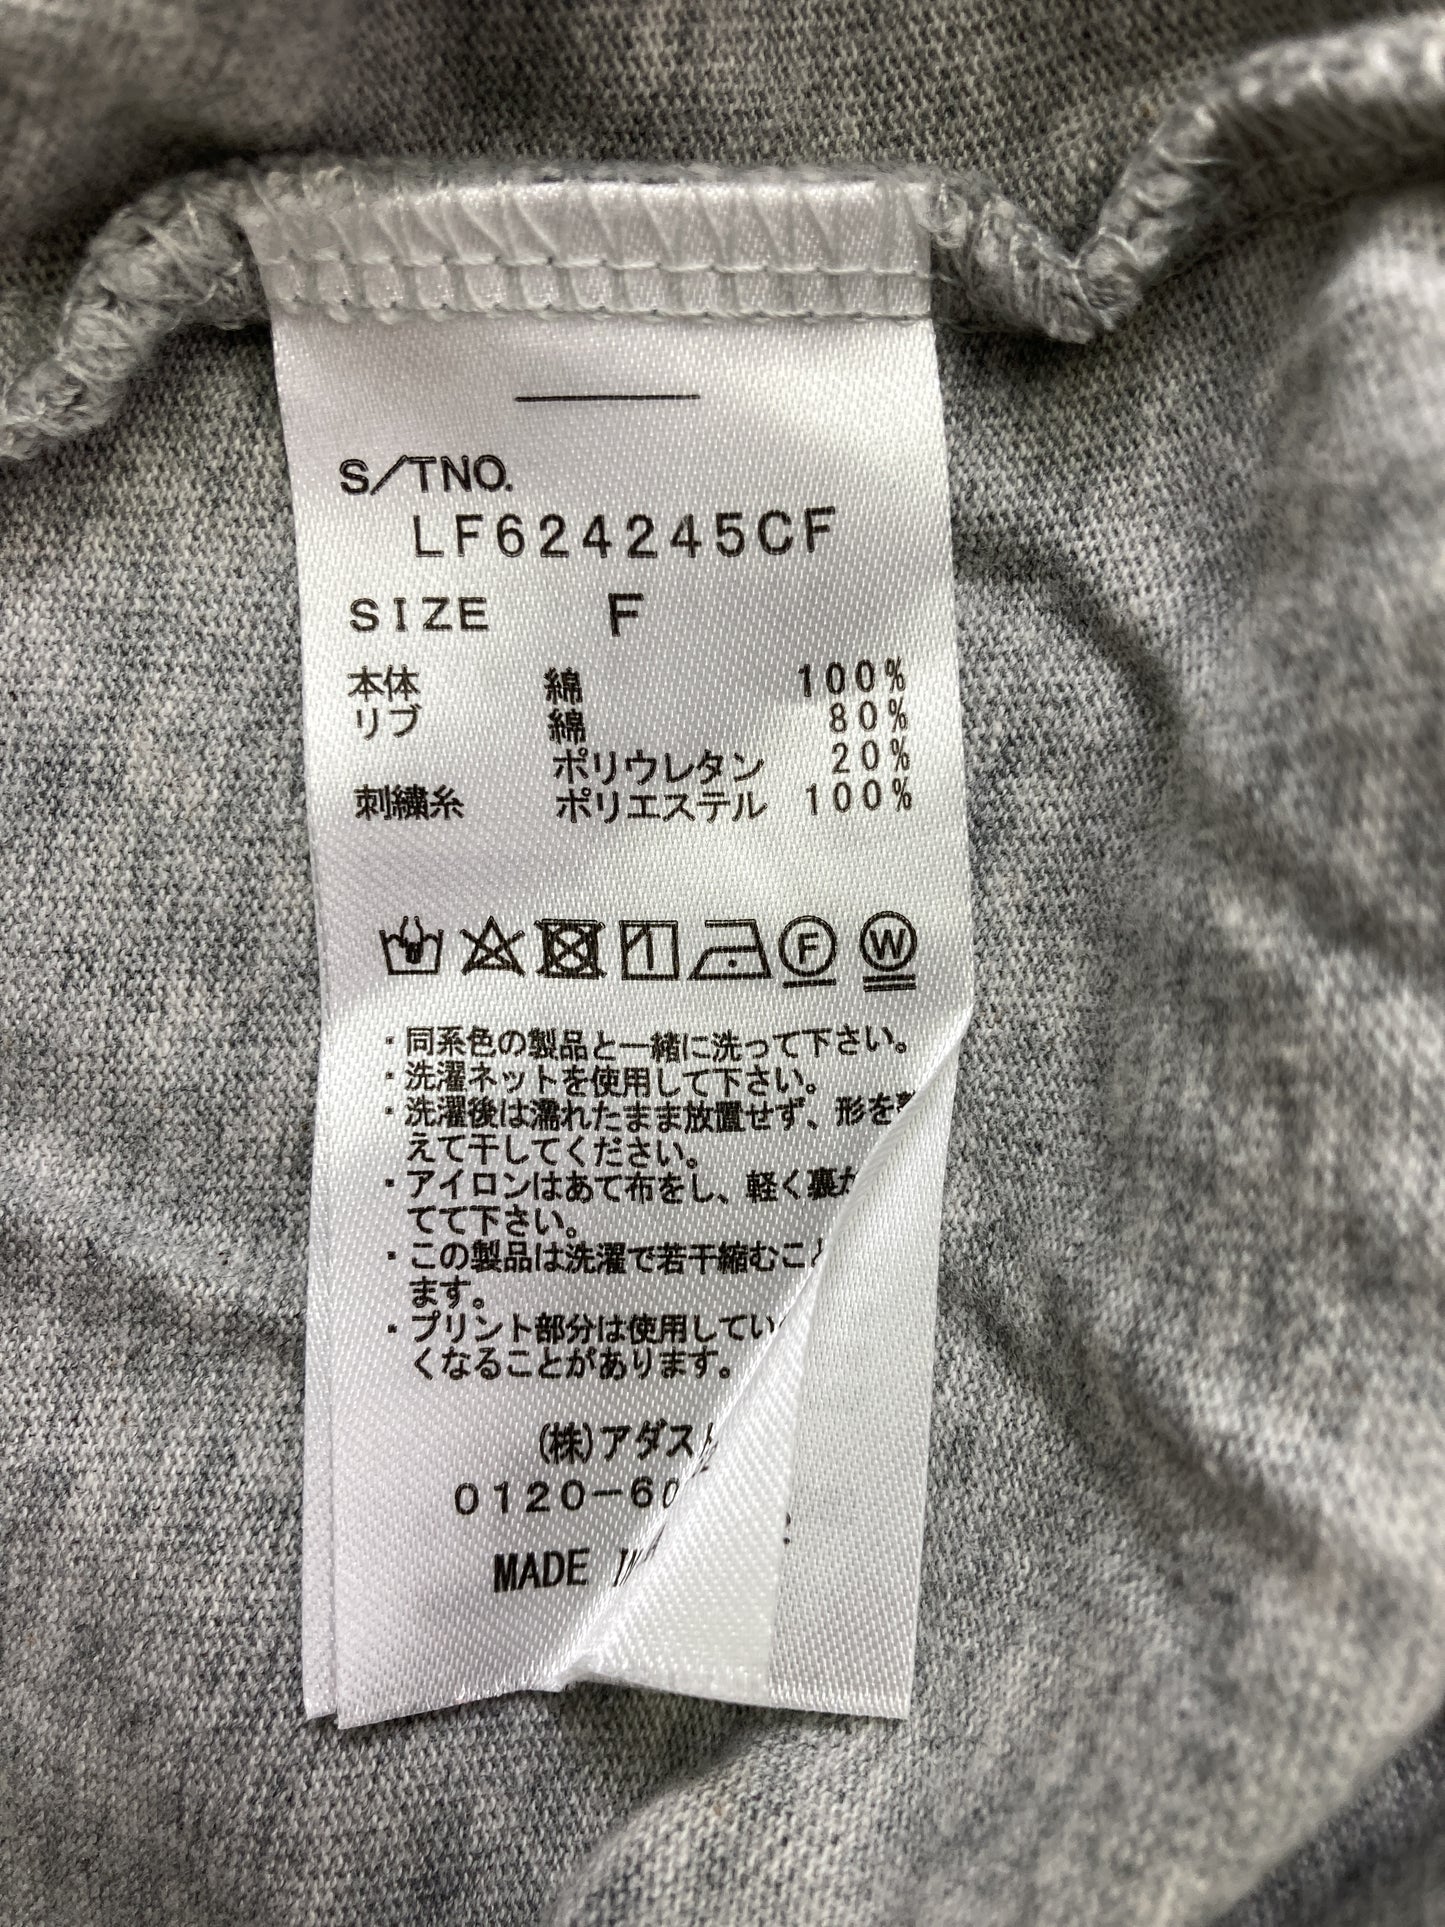 S/TNO.
LF624245CF
SIZE F
本体 綿 100%
リブ 綿 80%
ポリウレタン 20%
刺繍糸 ポリエステル 100%
F
W
・同系色の製品と一緒に洗って下さい。
・洗濯ネットを使用して下さい。
・洗濯後は濡れたまま放置せず、形を
えて干してください。
・アイロンはあて布をし、軽く裏
てて下さい。
・この製品は洗濯で若干縮むこと
ます。
・プリント部分は使用してい
くなることがあります。
(株)アダス
0120-60
MADE IN